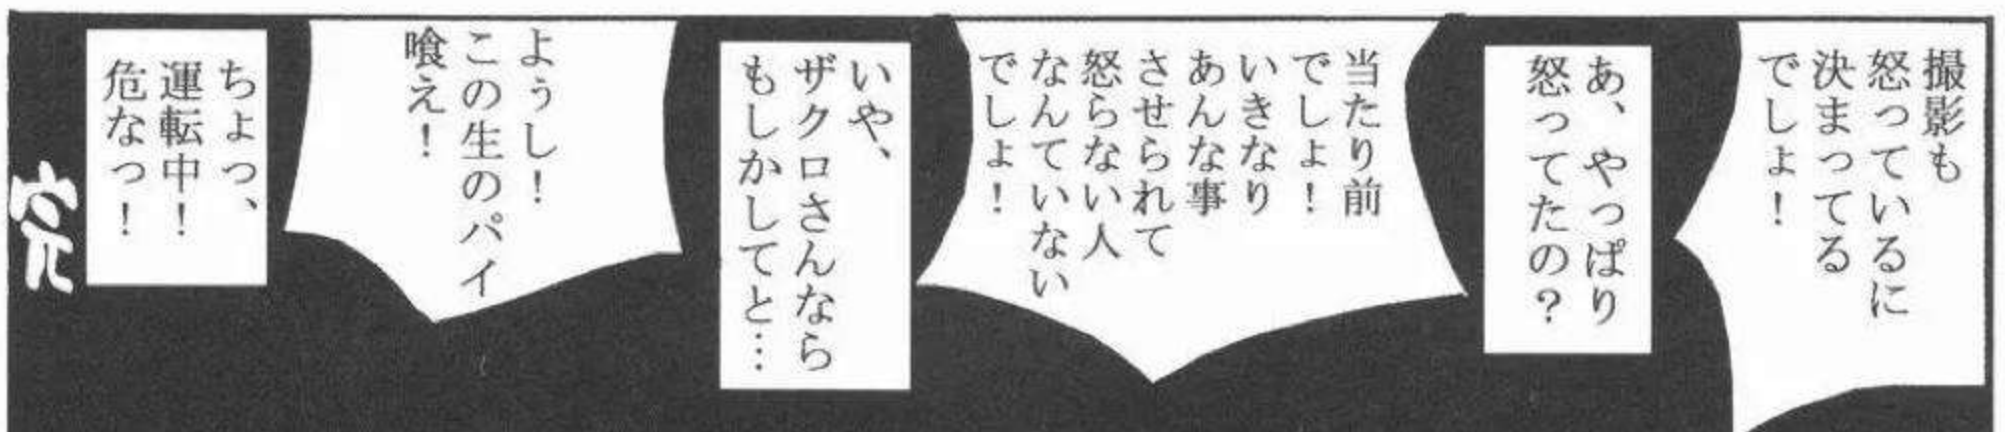 撮影も
怒っているに
決まってる
でしょ！
あ、やっぱり
怒ってたの？
当たり前
でしょ！
いきなり
あんな事
させられて
怒らない人
なんていない
でしょ！
いや、
ザクロさんなら
もしかしてと…
ようし！
この生のパイ
喰え！
ちょっ、
運転中！
危なっ！
完